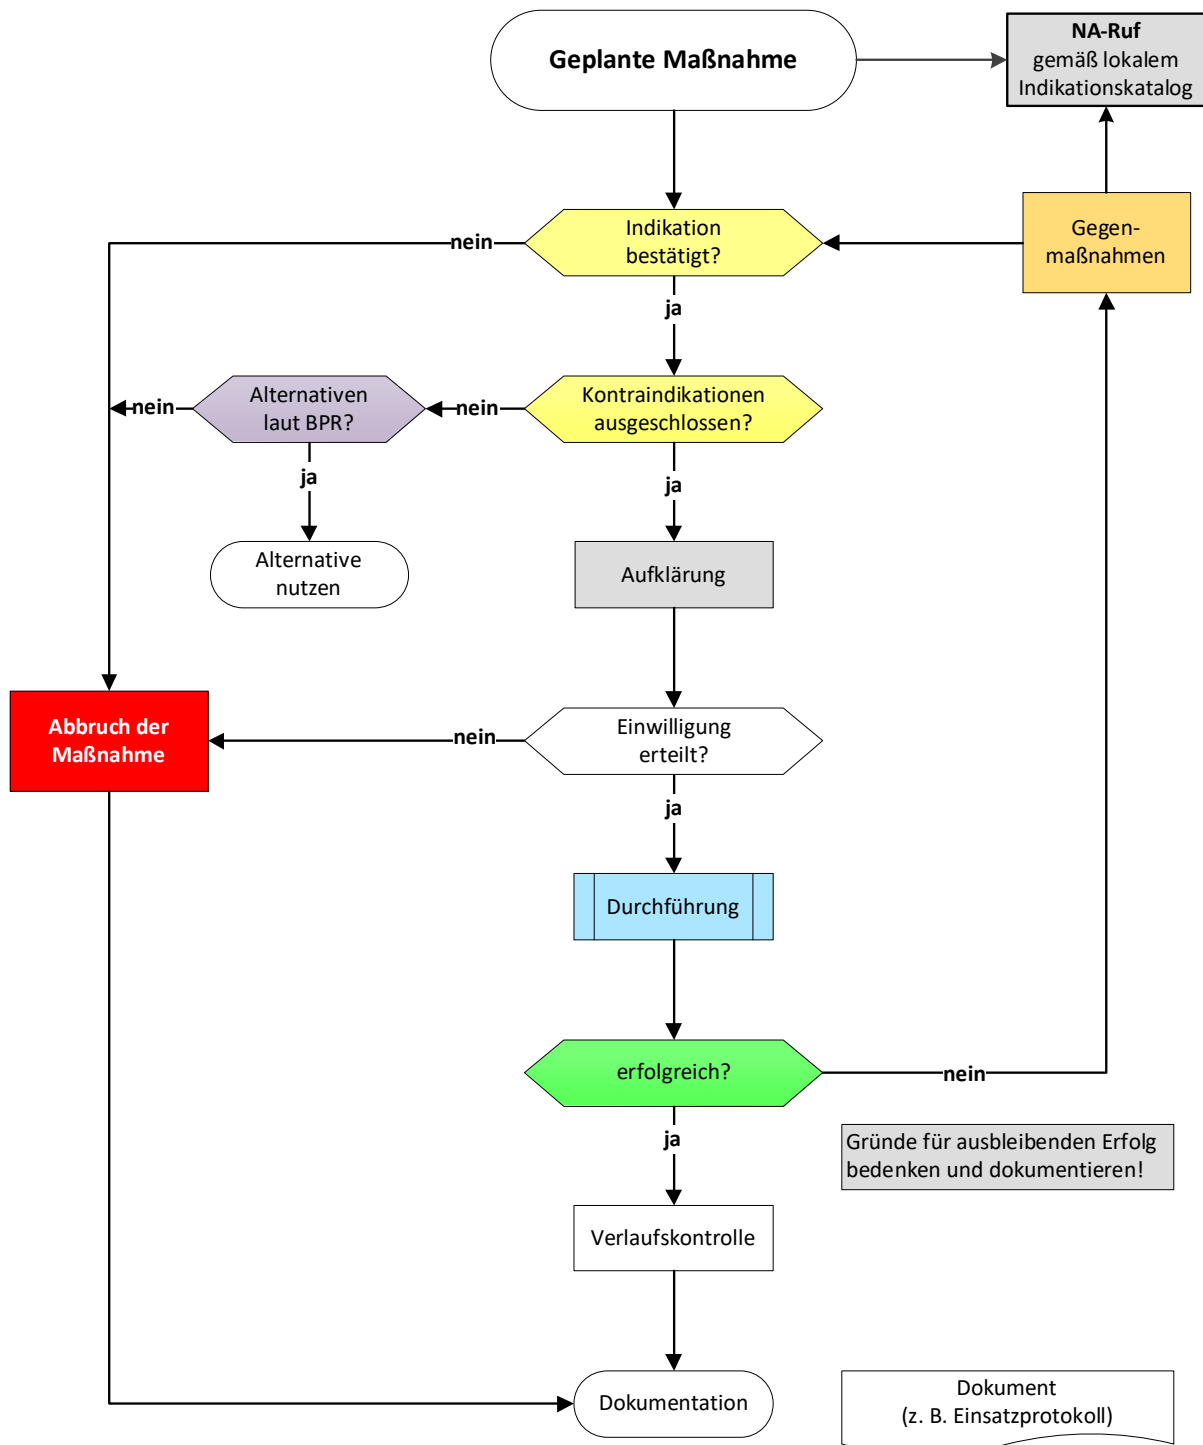 Geplante Maßnahme
NA-Ruf
gemäß lokalem
Indikationskatalog
Indikation
bestätigt?
nein
Gegen-
maßnahmen
ja
Alternativen
laut BPR?
nein
nein
Kontraindikationen
ausgeschlossen?
ja
ja
Alternative
nutzen
Aufklärung
Abbruch der
Maßnahme
nein
Einwilligung
erteilt?
ja
Durchführung
erfolgreich?
nein
ja
Gründe für ausbleibenden Erfolg
bedenken und dokumentieren!
Verlaufskontrolle
Dokumentation
Dokument
(z. B. Einsatzprotokoll)